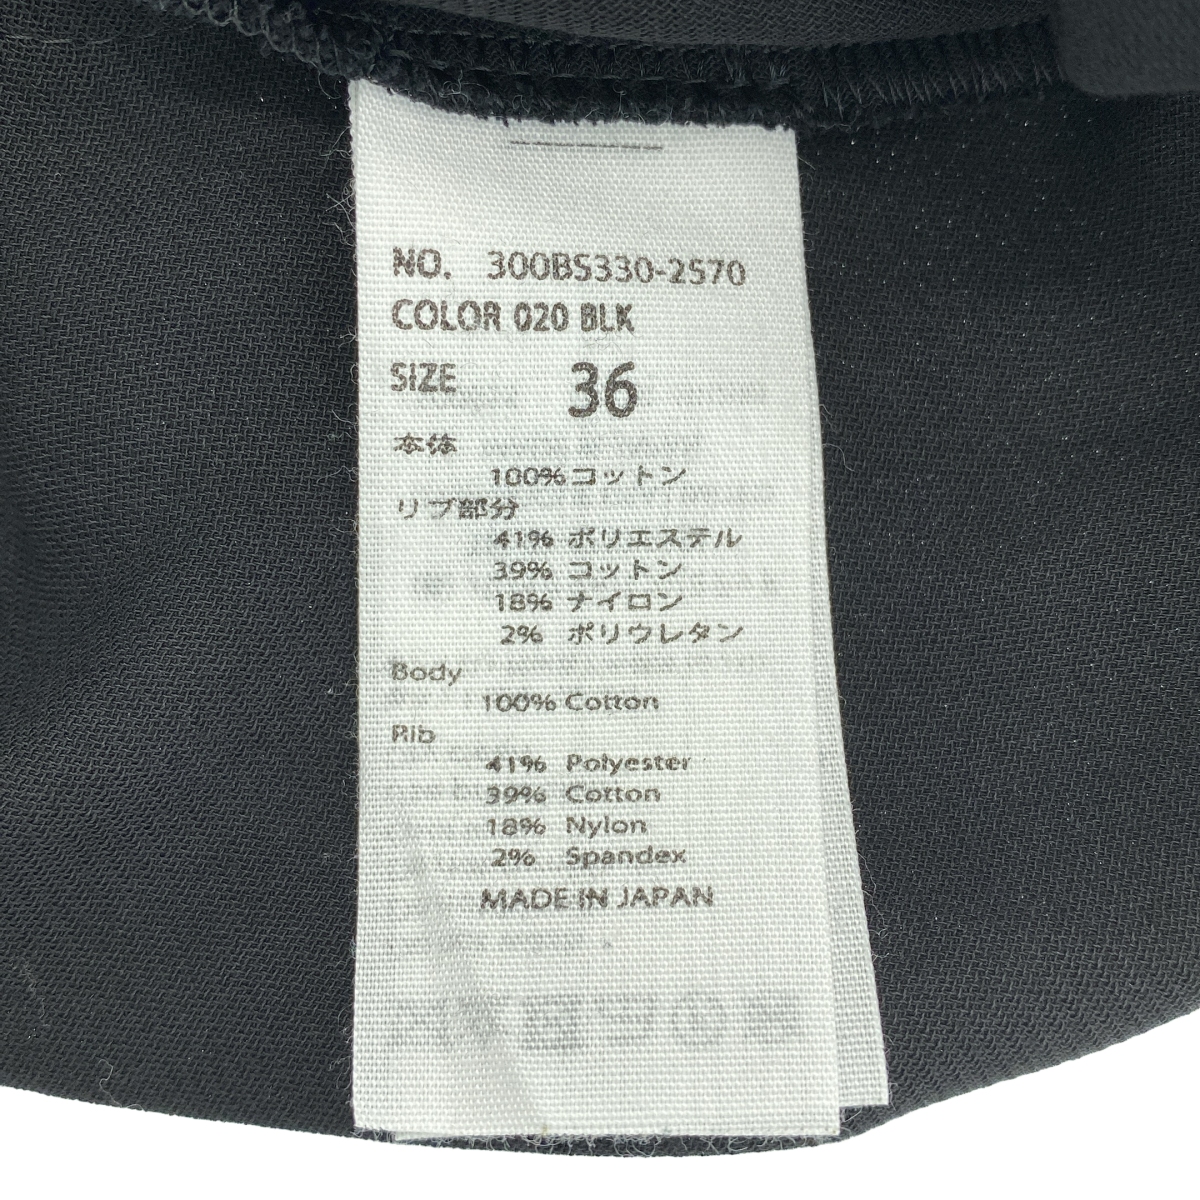 NO. 300BS330-2570
COLOR 020 BLK
SIZE 36
本体
100% コットン
リブ部分
41% ポリエステル
39% コットン
18% ナイロン
2% ポリウレタン
Body
100% Cotton
Rib
41% Polyester
39% Cotton
18% Nylon
2% Spandex
MADE IN JAPAN